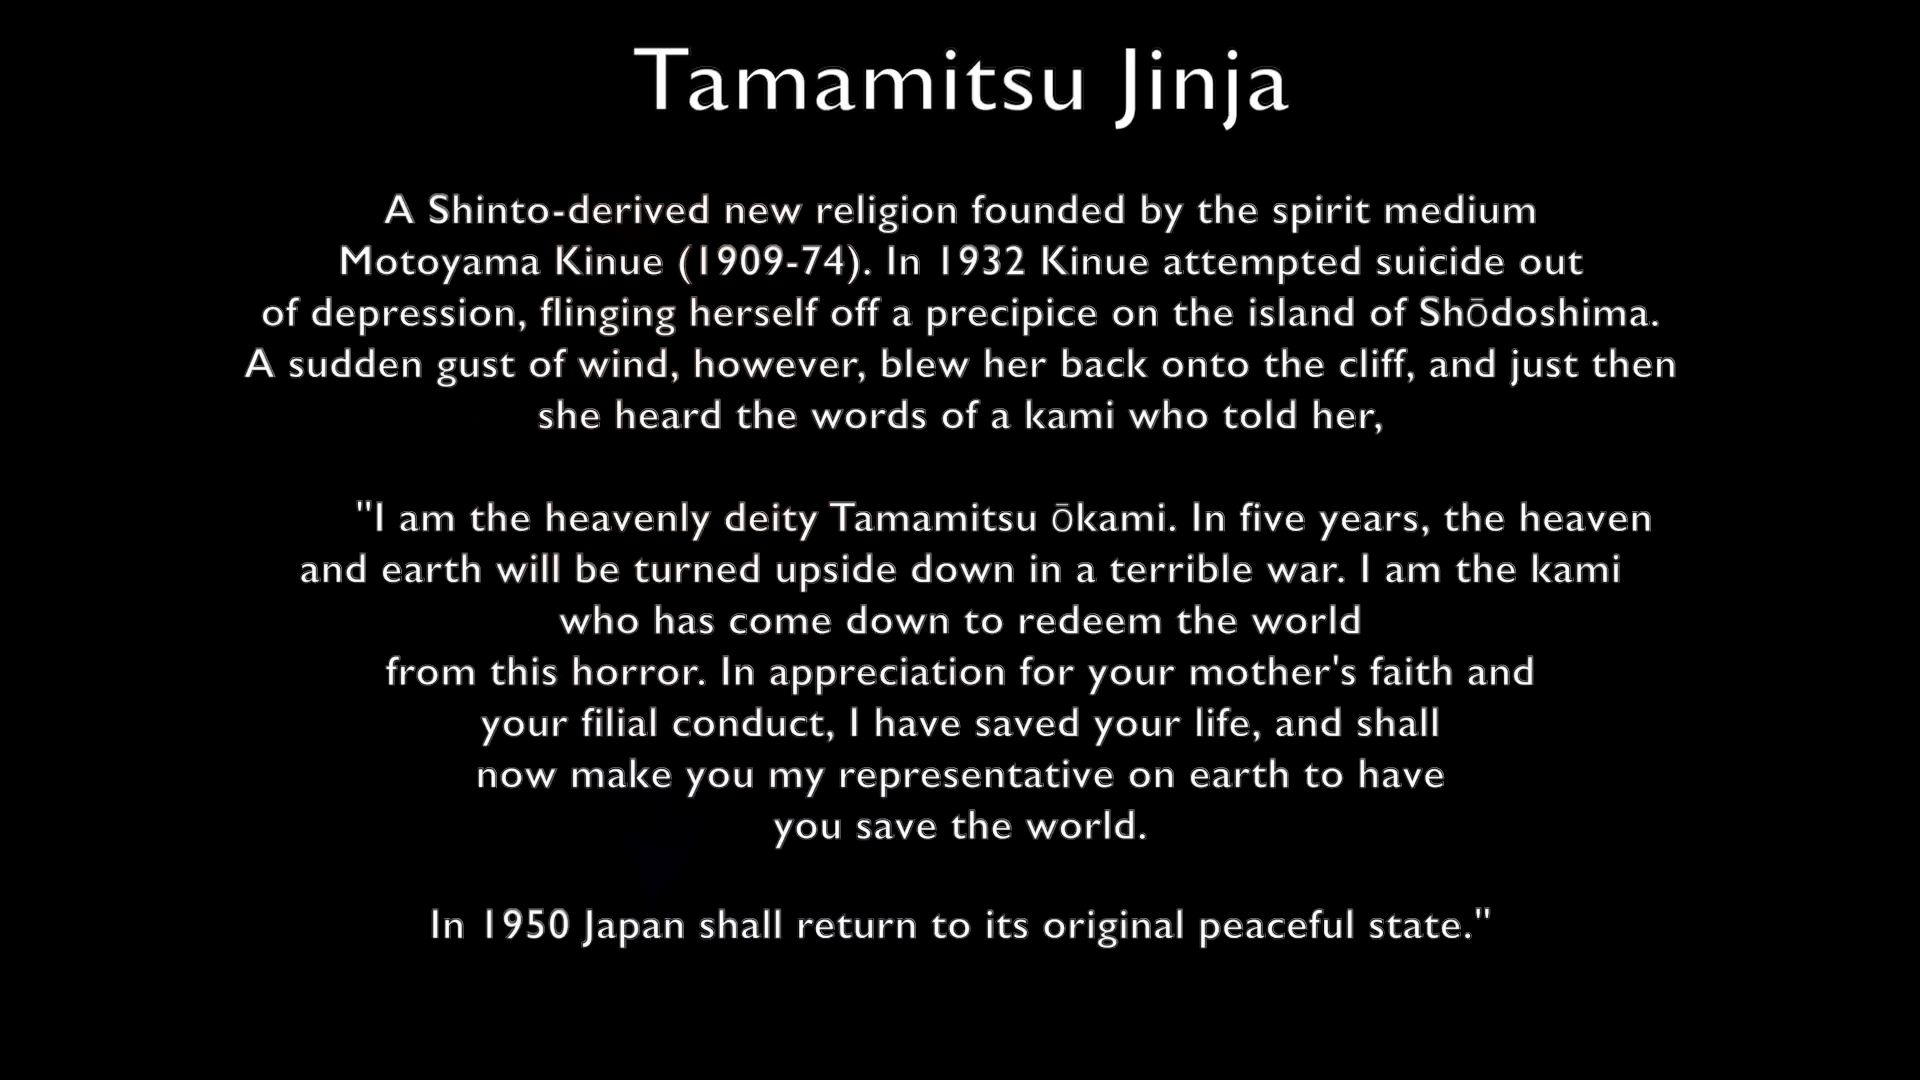 Tamamitsu Jinja
A Shinto-derived new religion founded by the spirit medium
Motoyama Kinue (1909-74). In 1932 Kinue attempted suicide out
of depression, flinging herself off a precipice on the island of Shōdoshima.
A sudden gust of wind, however, blew her back onto the cliff, and just then
she heard the words of a kami who told her,
"I am the heavenly deity Tamamitsu ōkami. In five years, the heaven
and earth will be turned upside down in a terrible war. I am the kami
who has come down to redeem the world
from this horror. In appreciation for your mother's faith and
your filial conduct, I have saved your life, and shall
now make you my representative on earth to have
you save the world.
In 1950 Japan shall return to its original peaceful state."